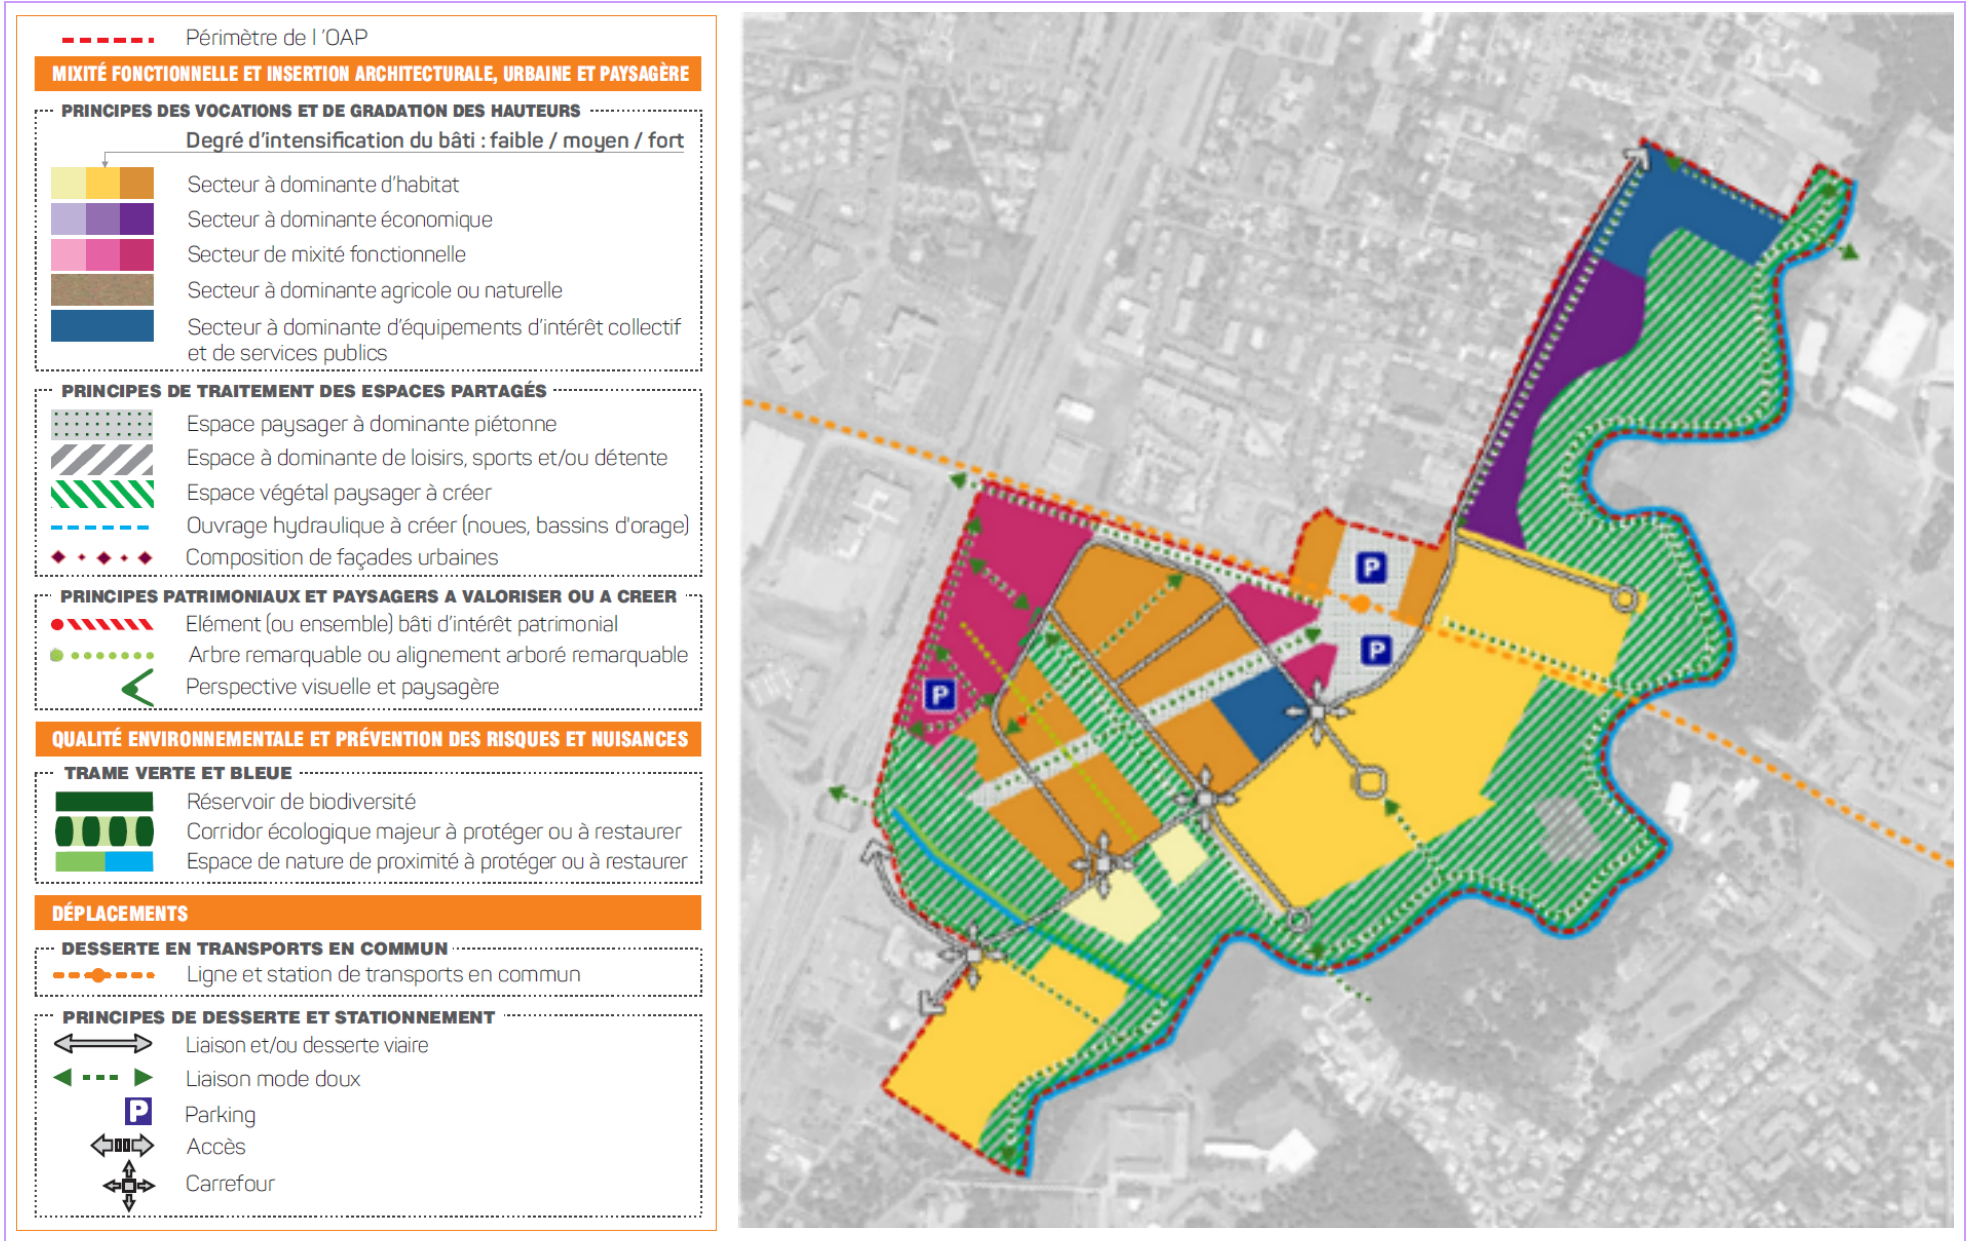 Périmètre de l 'OAP
MIXITÉ FONCTIONNELLE ET INSERTION ARCHITECTURALE, URBAINE ET PAYSAGÈRE
PRINCIPES DES VOCATIONS ET DE GRADATION DES HAUTEURS
Degré d'intensification du bâti : faible / moyen / fort
Secteur à dominante d'habitat
Secteur à dominante économique
Secteur de mixité fonctionnelle
Secteur à dominante agricole ou naturelle
Secteur à dominante d'équipements d'intérêt collectif
et de services publics
PRINCIPES DE TRAITEMENT DES ESPACES PARTAGÉS
Espace paysager à dominante piétonne
Espace à dominante de loisirs, sports et/ou détente
Espace végétal paysager à créer
Ouvrage hydraulique à créer (noues, bassins d'orage)
Composition de façades urbaines
PRINCIPES PATRIMONIAUX ET PAYSAGERS A VALORISER OU A CREER
Elément (ou ensemble) bâti d'intérêt patrimonial
Arbre remarquable ou alignement arboré remarquable
Perspective visuelle et paysagère
QUALITÉ ENVIRONNEMENTALE ET PRÉVENTION DES RISQUES ET NUISANCES
TRAME VERTE ET BLEUE
Réservoir de biodiversité
Corridor écologique majeur à protéger ou à restaurer
Espace de nature de proximité à protéger ou à restaurer
DÉPLACEMENTS
DESSERTE EN TRANSPORTS EN COMMUN
Ligne et station de transports en commun
PRINCIPES DE DESSERTE ET STATIONNEMENT
Liaison et/ou desserte viaire
Liaison mode doux
P Parking
Accès
Carrefour
P
P
P